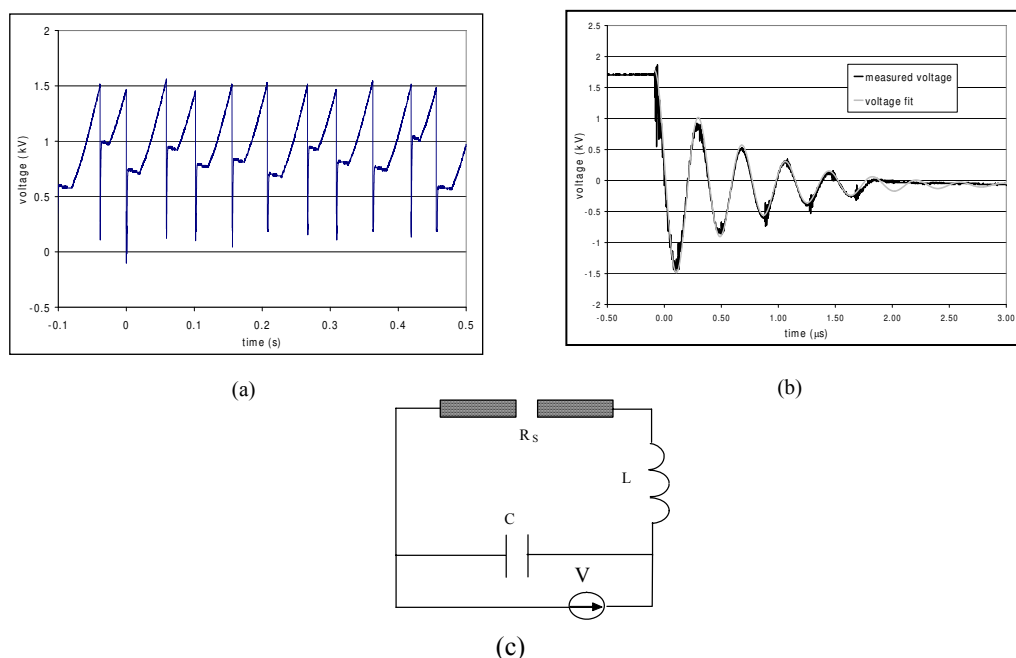 2
1.5
1
0.5
0
-0.5
voltage (kV)
-0.1 0 0.1 0.2 0.3 0.4 0.5
time (s)
(a)
2.5
2
1.5
1
0.5
0
-0.5
-1
-1.5
-2
voltage (kV)
measured voltage
voltage fit
-0.50 0.00 0.50 1.00 1.50 2.00 2.50 3.00
time (μs)
(b)
R S
L
C
V
(c)